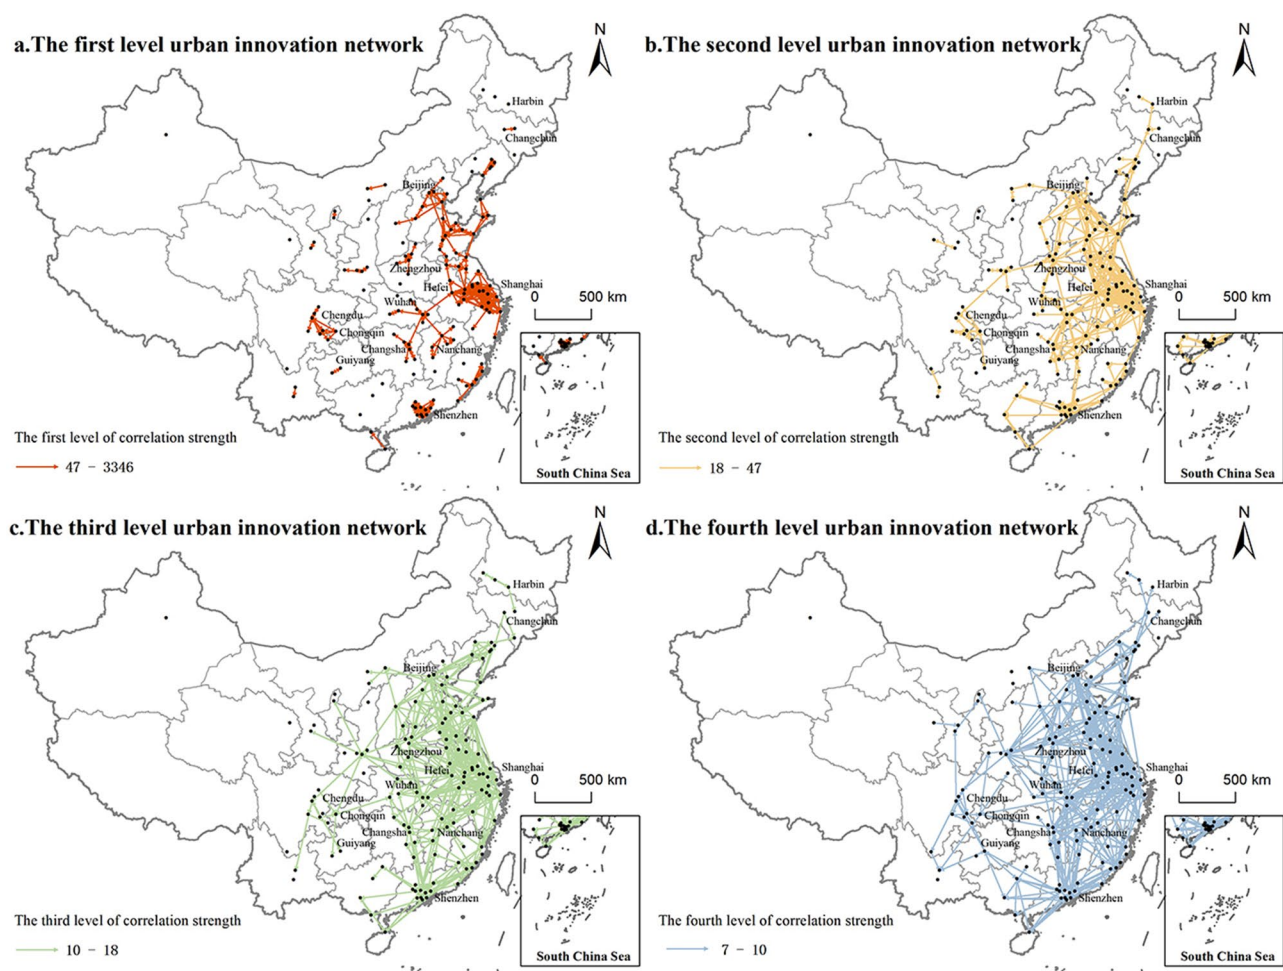 a.The first level urban innovation network
N
Harbin
Changchun
Beijing
Zhengzhou
Hefei
Shanghai
Wuhan
Chengdu
Chongqin
Changsha
Nanchang
Guiyang
Shenzhen
0 500 km
The first level of correlation strength
47 - 3346
South China Sea
b.The second level urban innovation network
N
Harbin
Changchun
Beijing
Zhengzhou
Hefei
Shanghai
Wuhan
Chengdu
Chongqin
Changsha
Nanchang
Guiyang
Shenzhen
0 500 km
The second level of correlation strength
18 - 47
South China Sea
c.The third level urban innovation network
N
Harbin
Changchun
Beijing
Zhengzhou
Hefei
Shanghai
Wuhan
Chengdu
Chongqin
Changsha
Nanchang
Guiyang
Shenzhen
0 500 km
The third level of correlation strength
10 - 18
South China Sea
d.The fourth level urban innovation network
N
Harbin
Changchun
Beijing
Zhengzhou
Hefei
Shanghai
Wuhan
Chengdu
Chongqin
Changsha
Nanchang
Guiyang
Shenzhen
0 500 km
The fourth level of correlation strength
7 - 10
South China Sea